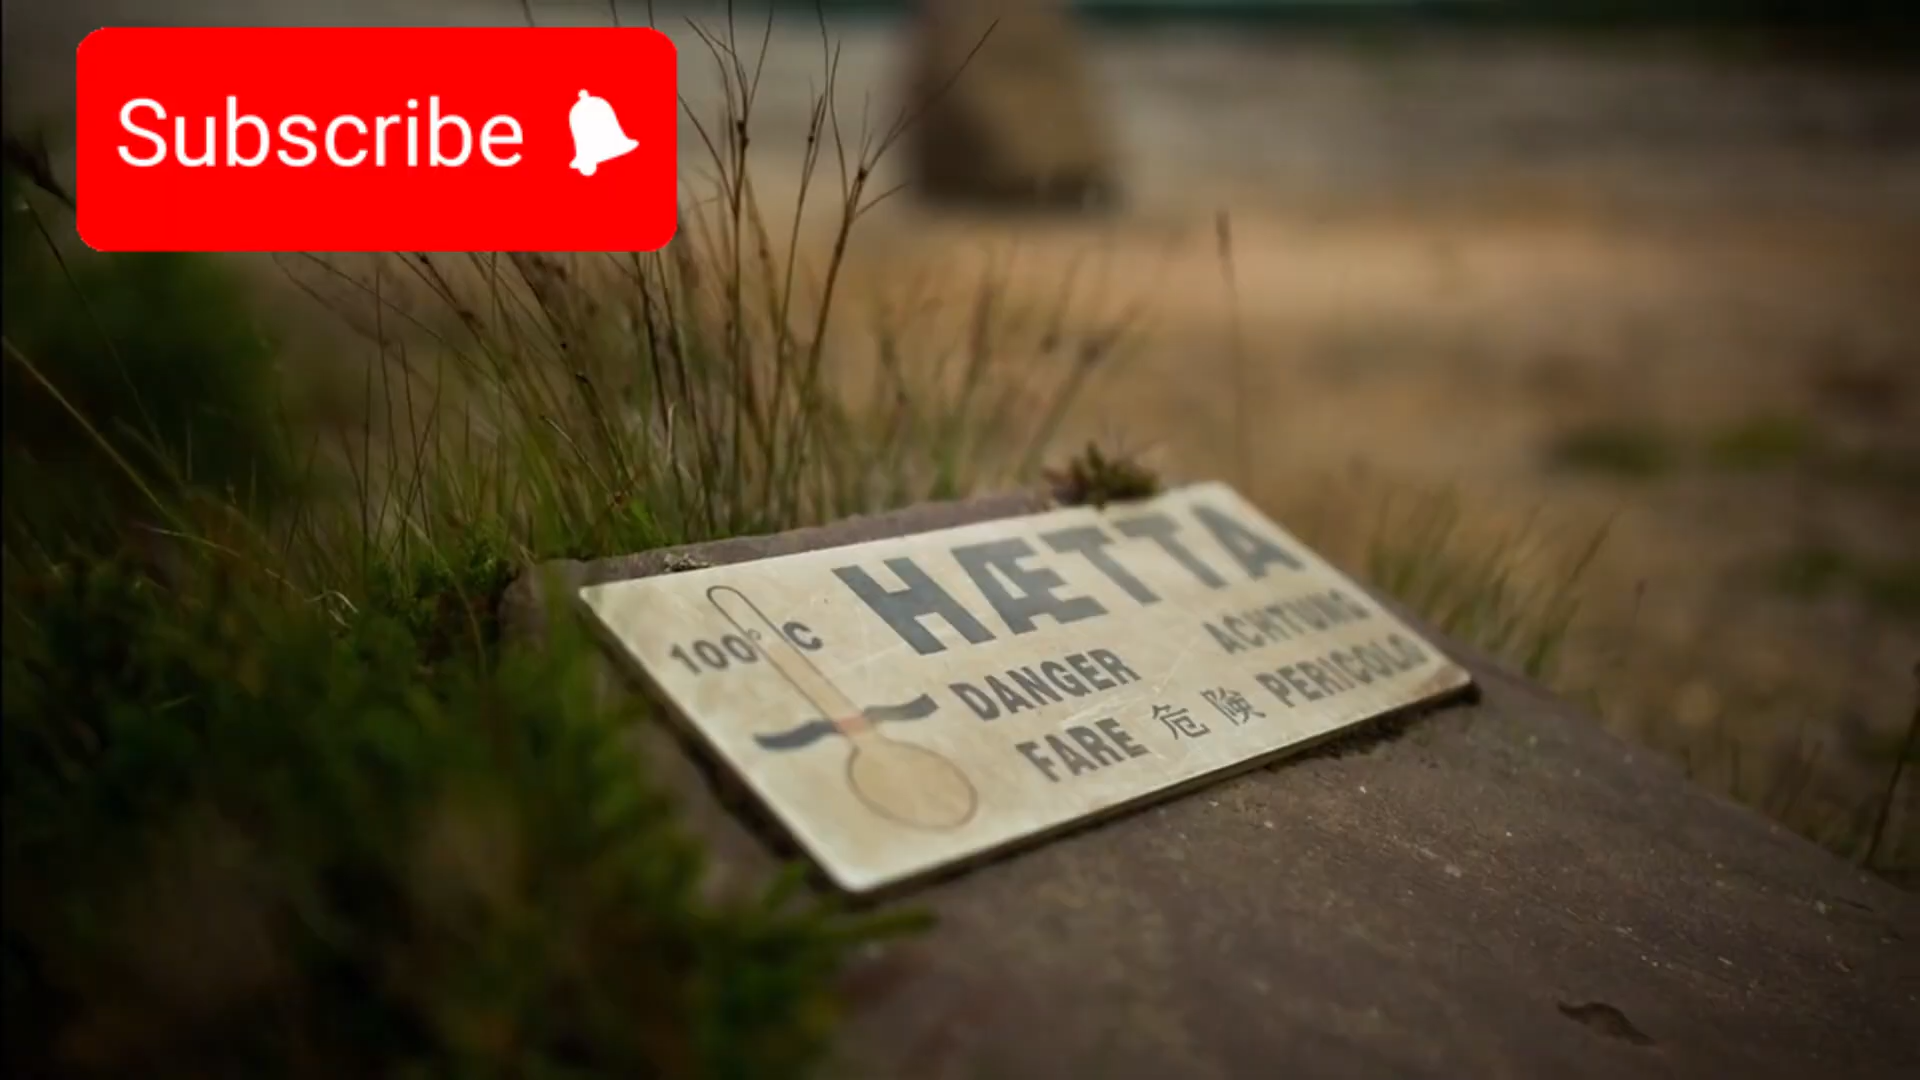 Subscribe
HÆTTA
100°C
DANGER ACHTUNG
FARE 危険 PERICOLO